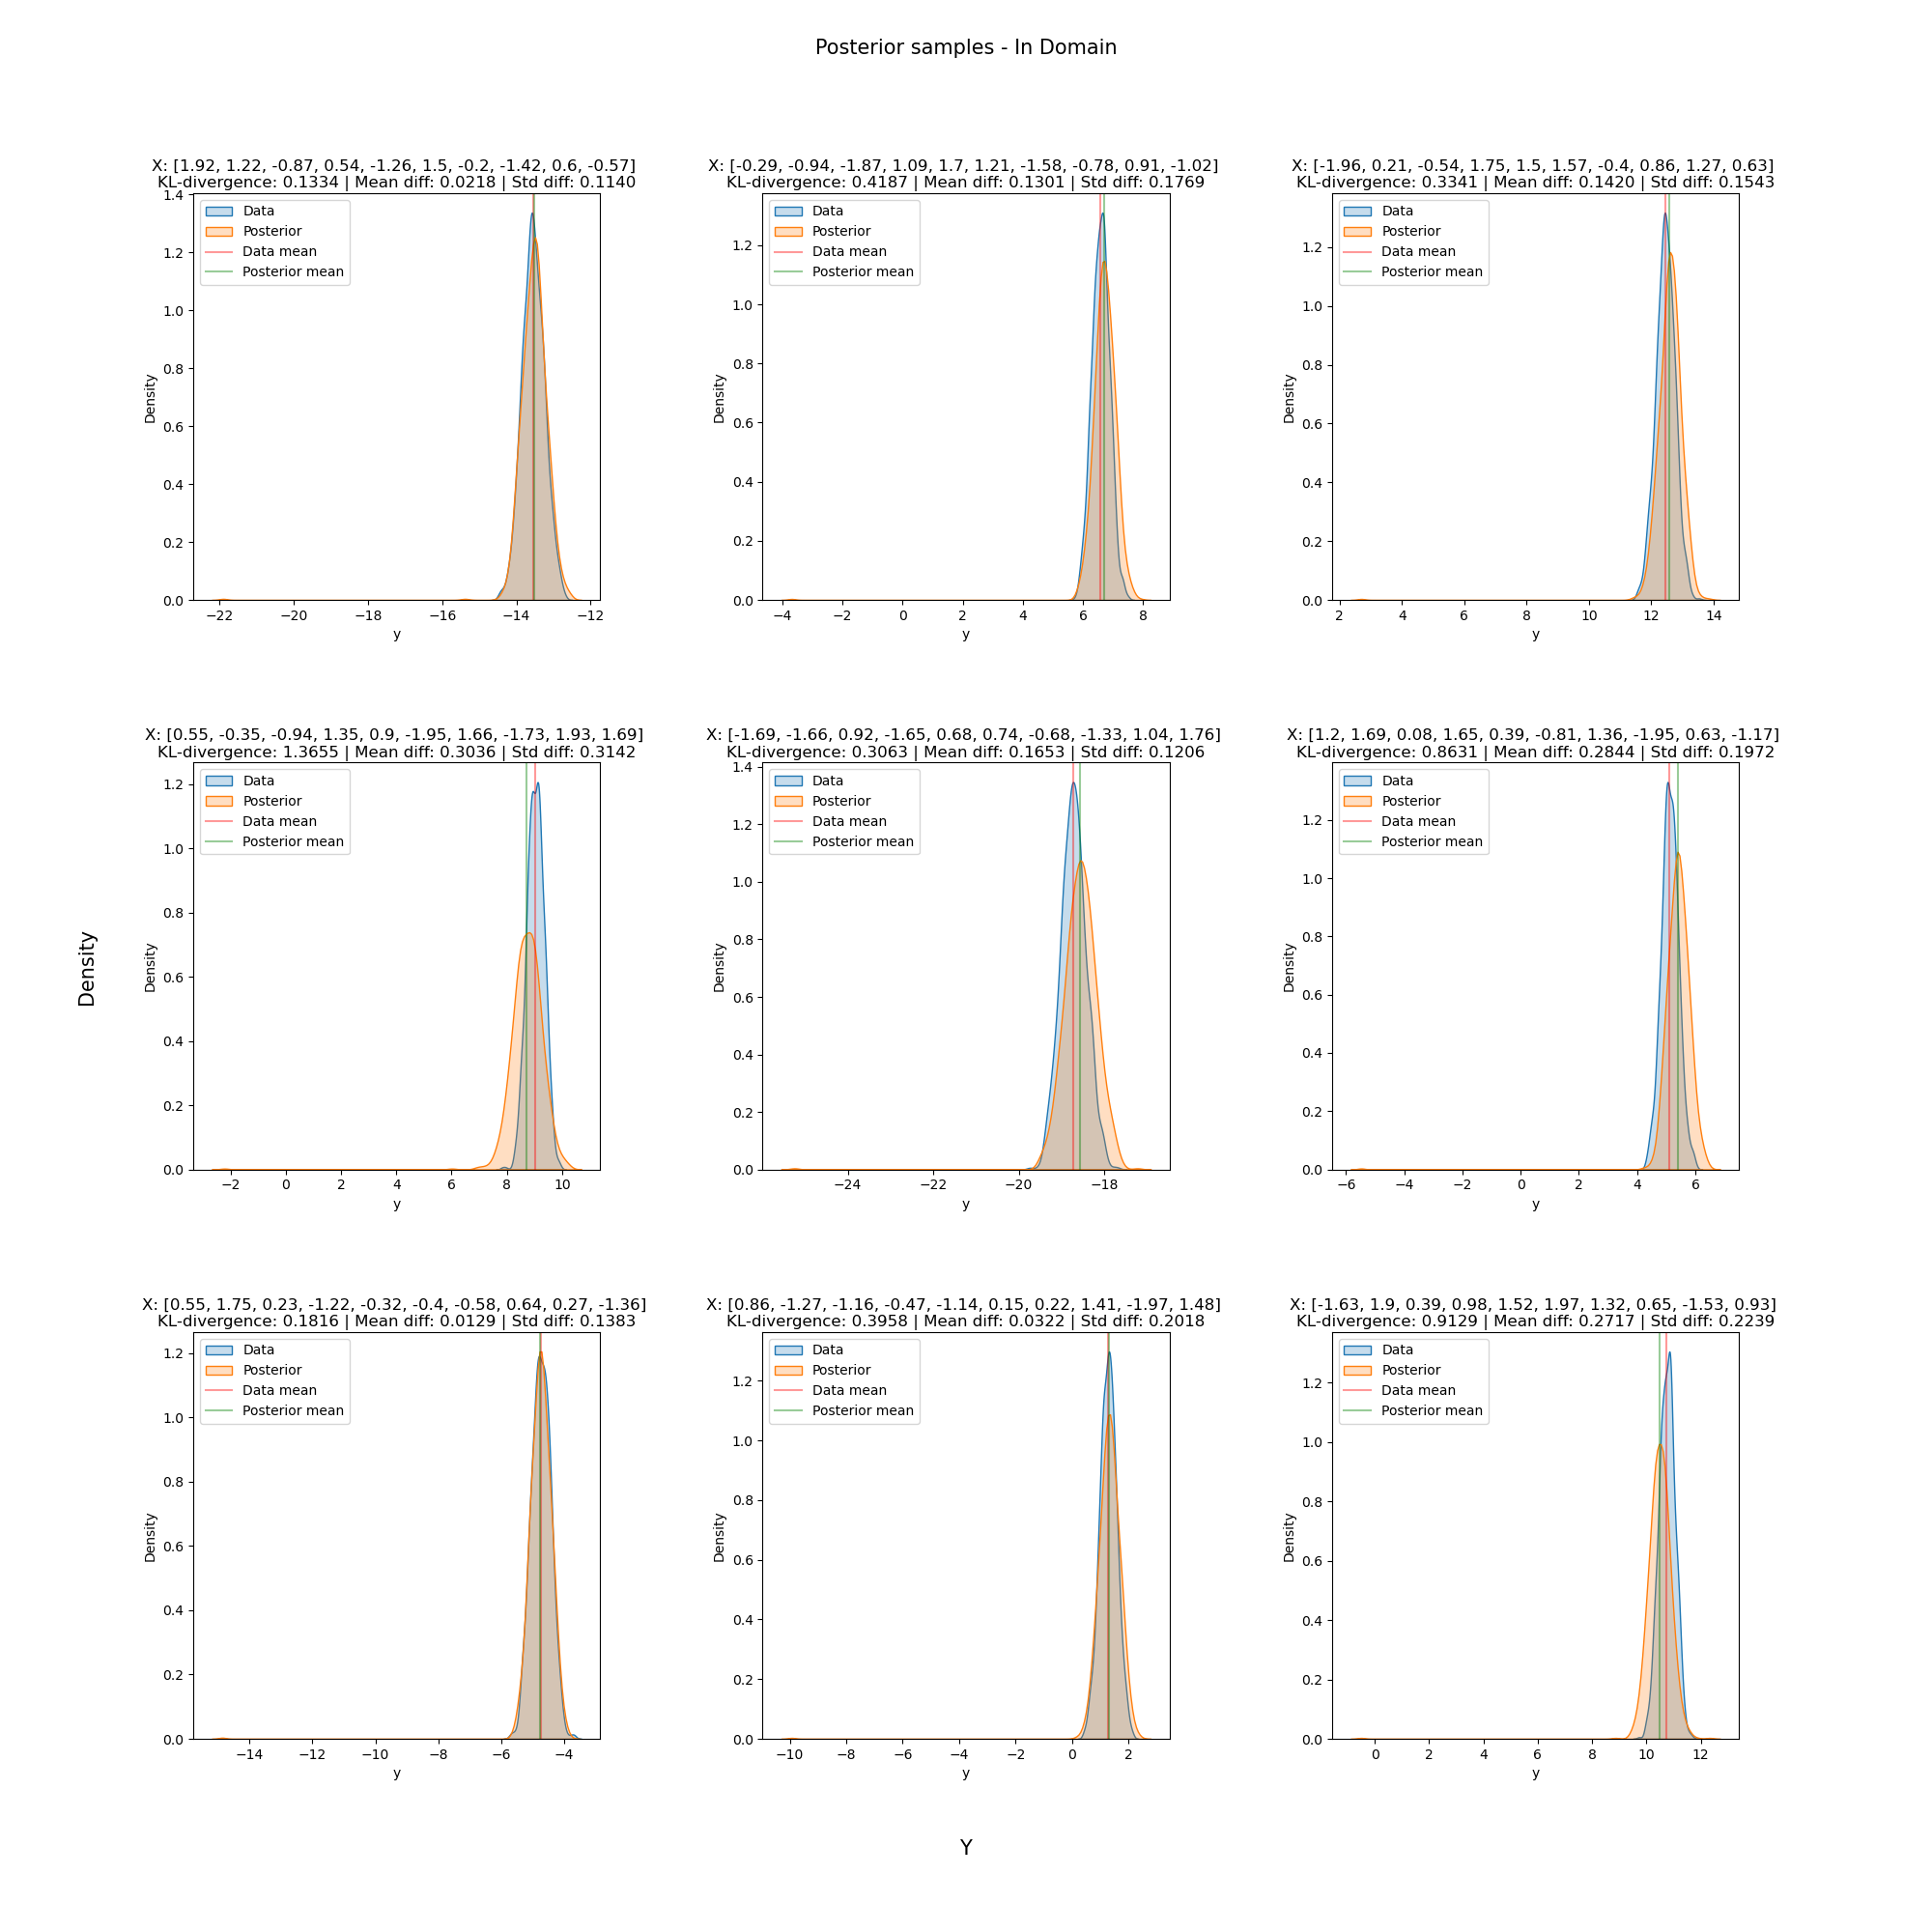 Posterior samples - In Domain
X: [1.92, 1.22, -0.87, 0.54, -1.26, 1.5, -0.2, -1.42, 0.6, -0.57]
KL-divergence: 0.1334 | Mean diff: 0.0218 | Std diff: 0.1140
Data
Posterior
Data mean
Posterior mean
1.4
1.2
1.0
0.8
0.6
0.4
0.2
0.0
Density
−22 −20 −18 −16 −14 −12
y
X: [-0.29, -0.94, -1.87, 1.09, 1.7, 1.21, -1.58, -0.78, 0.91, -1.02]
KL-divergence: 0.4187 | Mean diff: 0.1301 | Std diff: 0.1769
Data
Posterior
Data mean
Posterior mean
1.2
1.0
0.8
0.6
0.4
0.2
0.0
Density
−4 −2 0 2 4 6 8
y
X: [-1.96, 0.21, -0.54, 1.75, 1.5, 1.57, -0.4, 0.86, 1.27, 0.63]
KL-divergence: 0.3341 | Mean diff: 0.1420 | Std diff: 0.1543
Data
Posterior
Data mean
Posterior mean
1.2
1.0
0.8
0.6
0.4
0.2
0.0
Density
2 4 6 8 10 12 14
y
Density
X: [0.55, -0.35, -0.94, 1.35, 0.9, -1.95, 1.66, -1.73, 1.93, 1.69]
KL-divergence: 1.3655 | Mean diff: 0.3036 | Std diff: 0.3142
Data
Posterior
Data mean
Posterior mean
1.2
1.0
0.8
0.6
0.4
0.2
0.0
Density
−2 0 2 4 6 8 10
y
X: [-1.69, -1.66, 0.92, -1.65, 0.68, 0.74, -0.68, -1.33, 1.04, 1.76]
KL-divergence: 0.3063 | Mean diff: 0.1653 | Std diff: 0.1206
Data
Posterior
Data mean
Posterior mean
1.4
1.2
1.0
0.8
0.6
0.4
0.2
0.0
Density
−24 −22 −20 −18
y
X: [1.2, 1.69, 0.08, 1.65, 0.39, -0.81, 1.36, -1.95, 0.63, -1.17]
KL-divergence: 0.8631 | Mean diff: 0.2844 | Std diff: 0.1972
Data
Posterior
Data mean
Posterior mean
1.2
1.0
0.8
0.6
0.4
0.2
0.0
Density
−6 −4 −2 0 2 4 6
y
X: [0.55, 1.75, 0.23, -1.22, -0.32, -0.4, -0.58, 0.64, 0.27, -1.36]
KL-divergence: 0.1816 | Mean diff: 0.0129 | Std diff: 0.1383
Data
Posterior
Data mean
Posterior mean
1.2
1.0
0.8
0.6
0.4
0.2
0.0
Density
−14 −12 −10 −8 −6 −4
y
X: [0.86, -1.27, -1.16, -0.47, -1.14, 0.15, 0.22, 1.41, -1.97, 1.48]
KL-divergence: 0.3958 | Mean diff: 0.0322 | Std diff: 0.2018
Data
Posterior
Data mean
Posterior mean
1.2
1.0
0.8
0.6
0.4
0.2
0.0
Density
−10 −8 −6 −4 −2 0 2
y
X: [-1.63, 1.9, 0.39, 0.98, 1.52, 1.97, 1.32, 0.65, -1.53, 0.93]
KL-divergence: 0.9129 | Mean diff: 0.2717 | Std diff: 0.2239
Data
Posterior
Data mean
Posterior mean
1.2
1.0
0.8
0.6
0.4
0.2
0.0
Density
0 2 4 6 8 10 12
y
Y